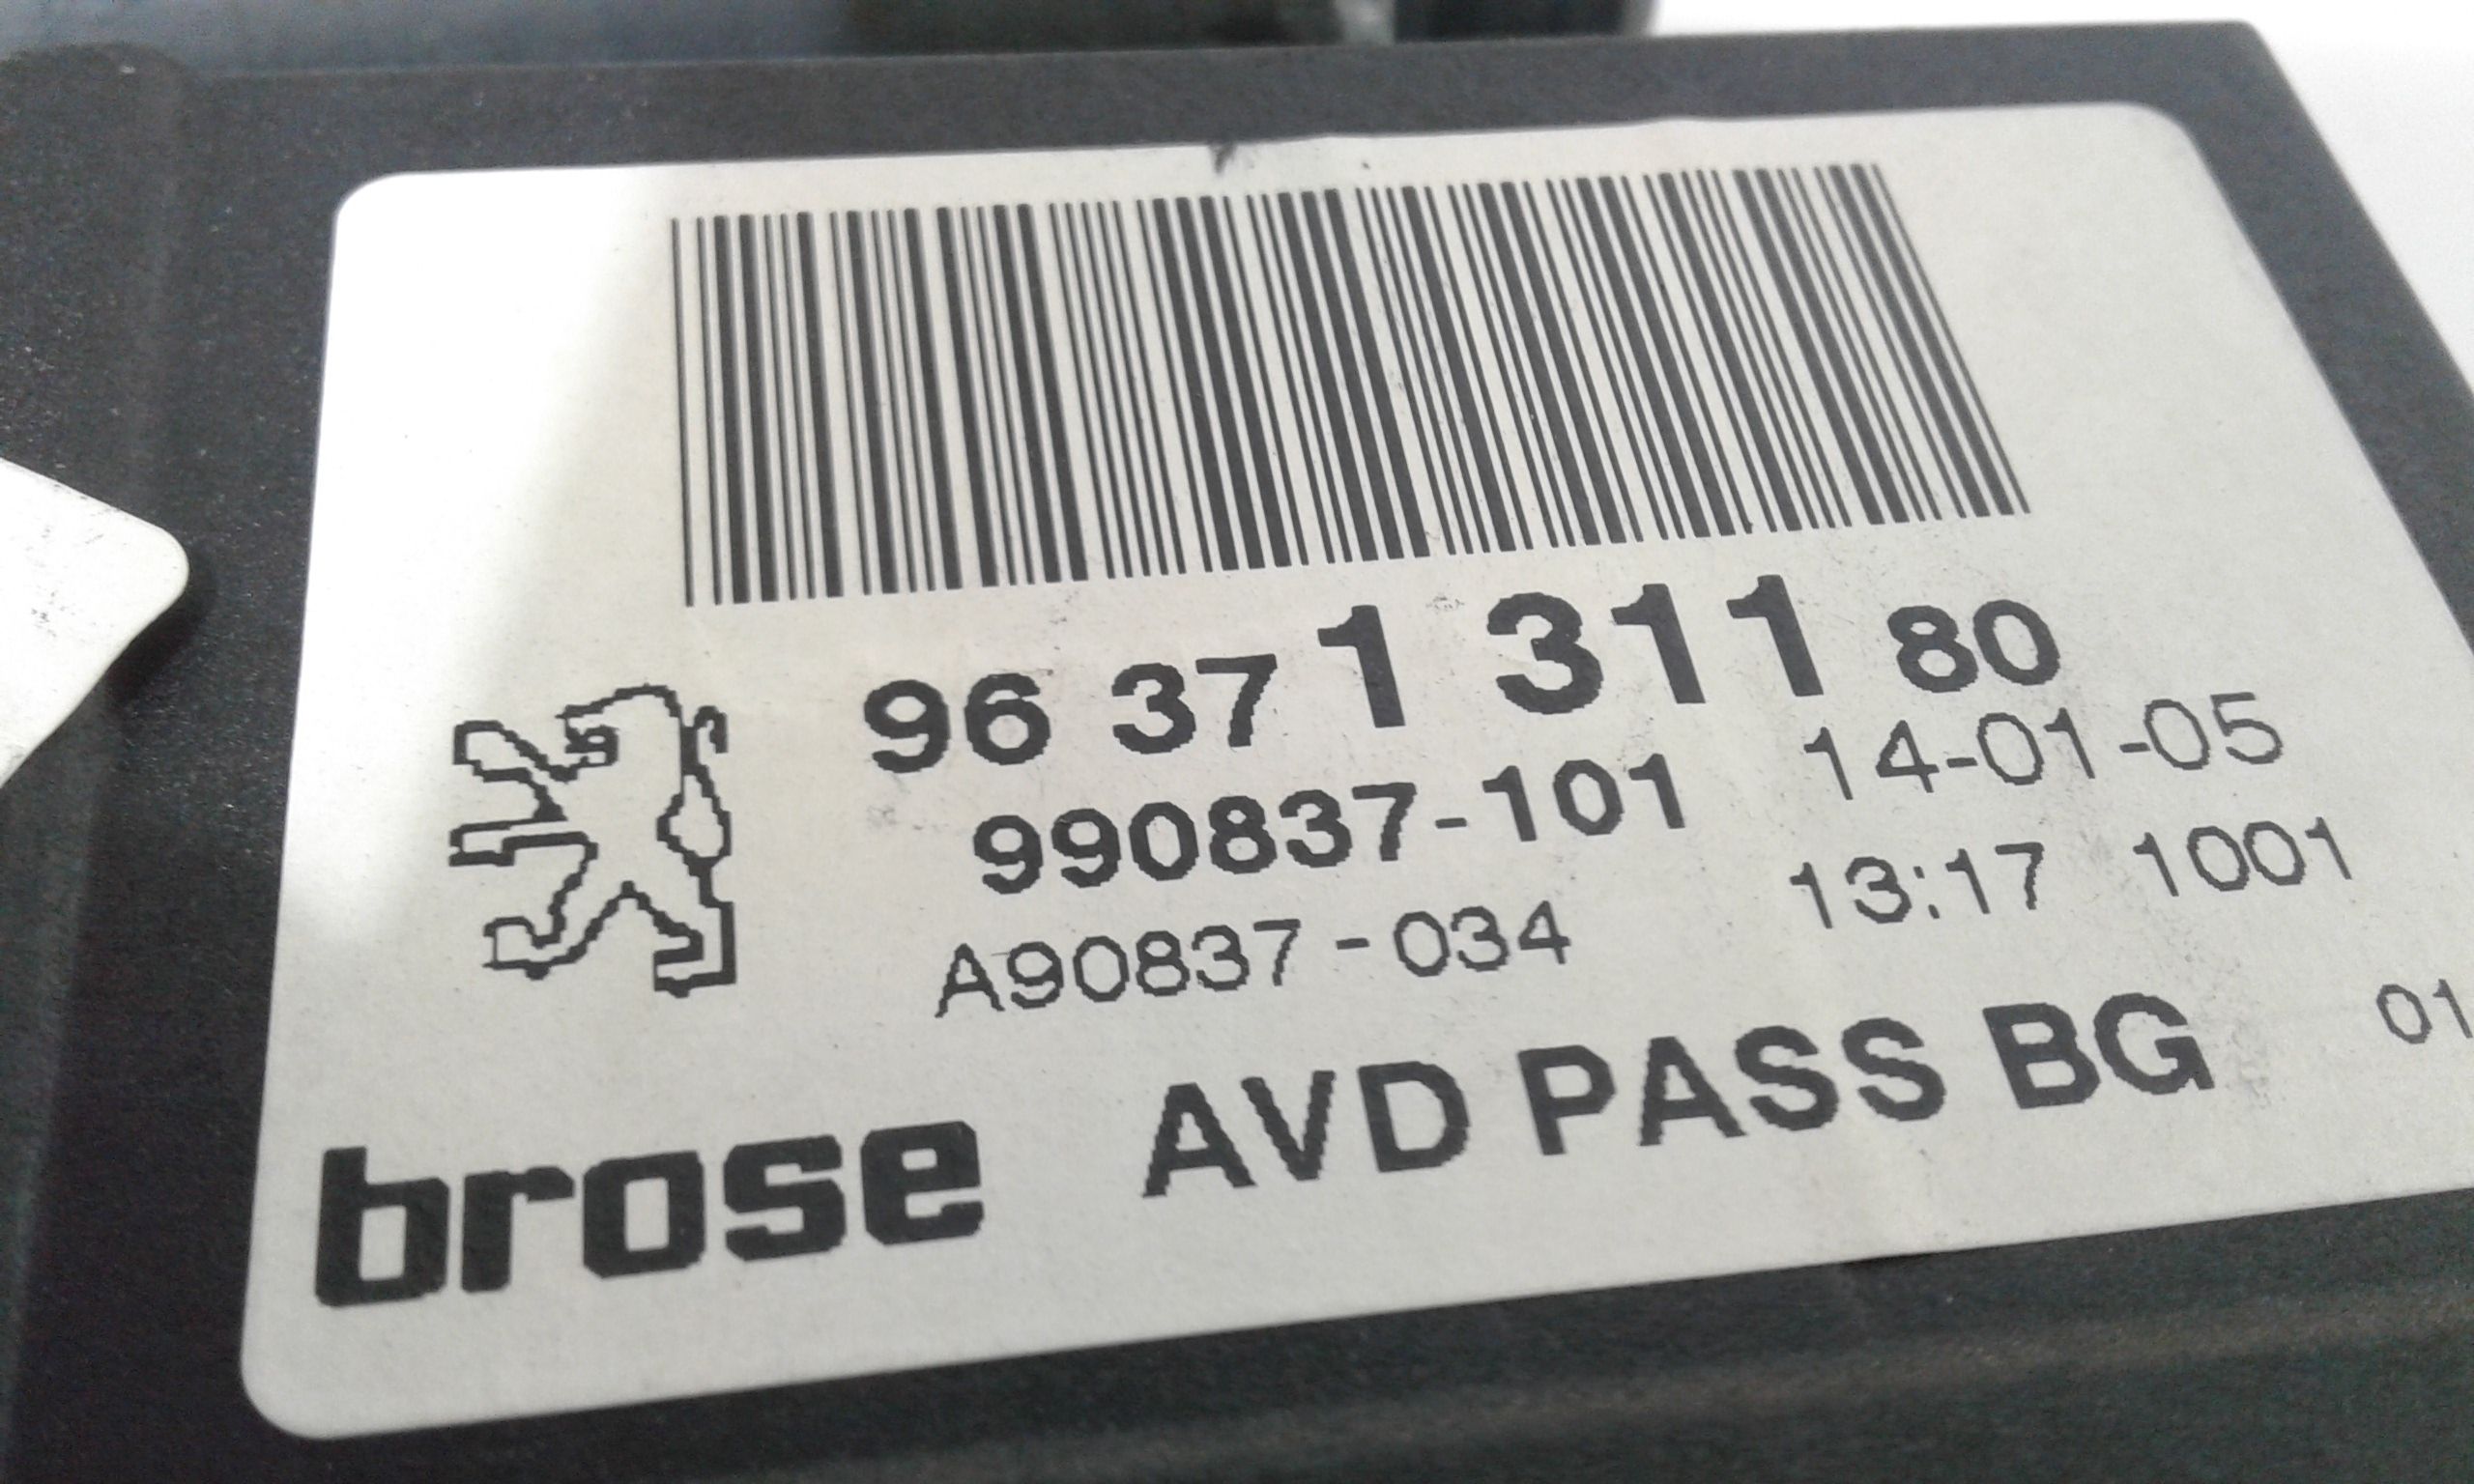 96 37 1 311 80
990837-101 14-01-05
A90837-034 13:17 1001
brose AVD PASS BG 01